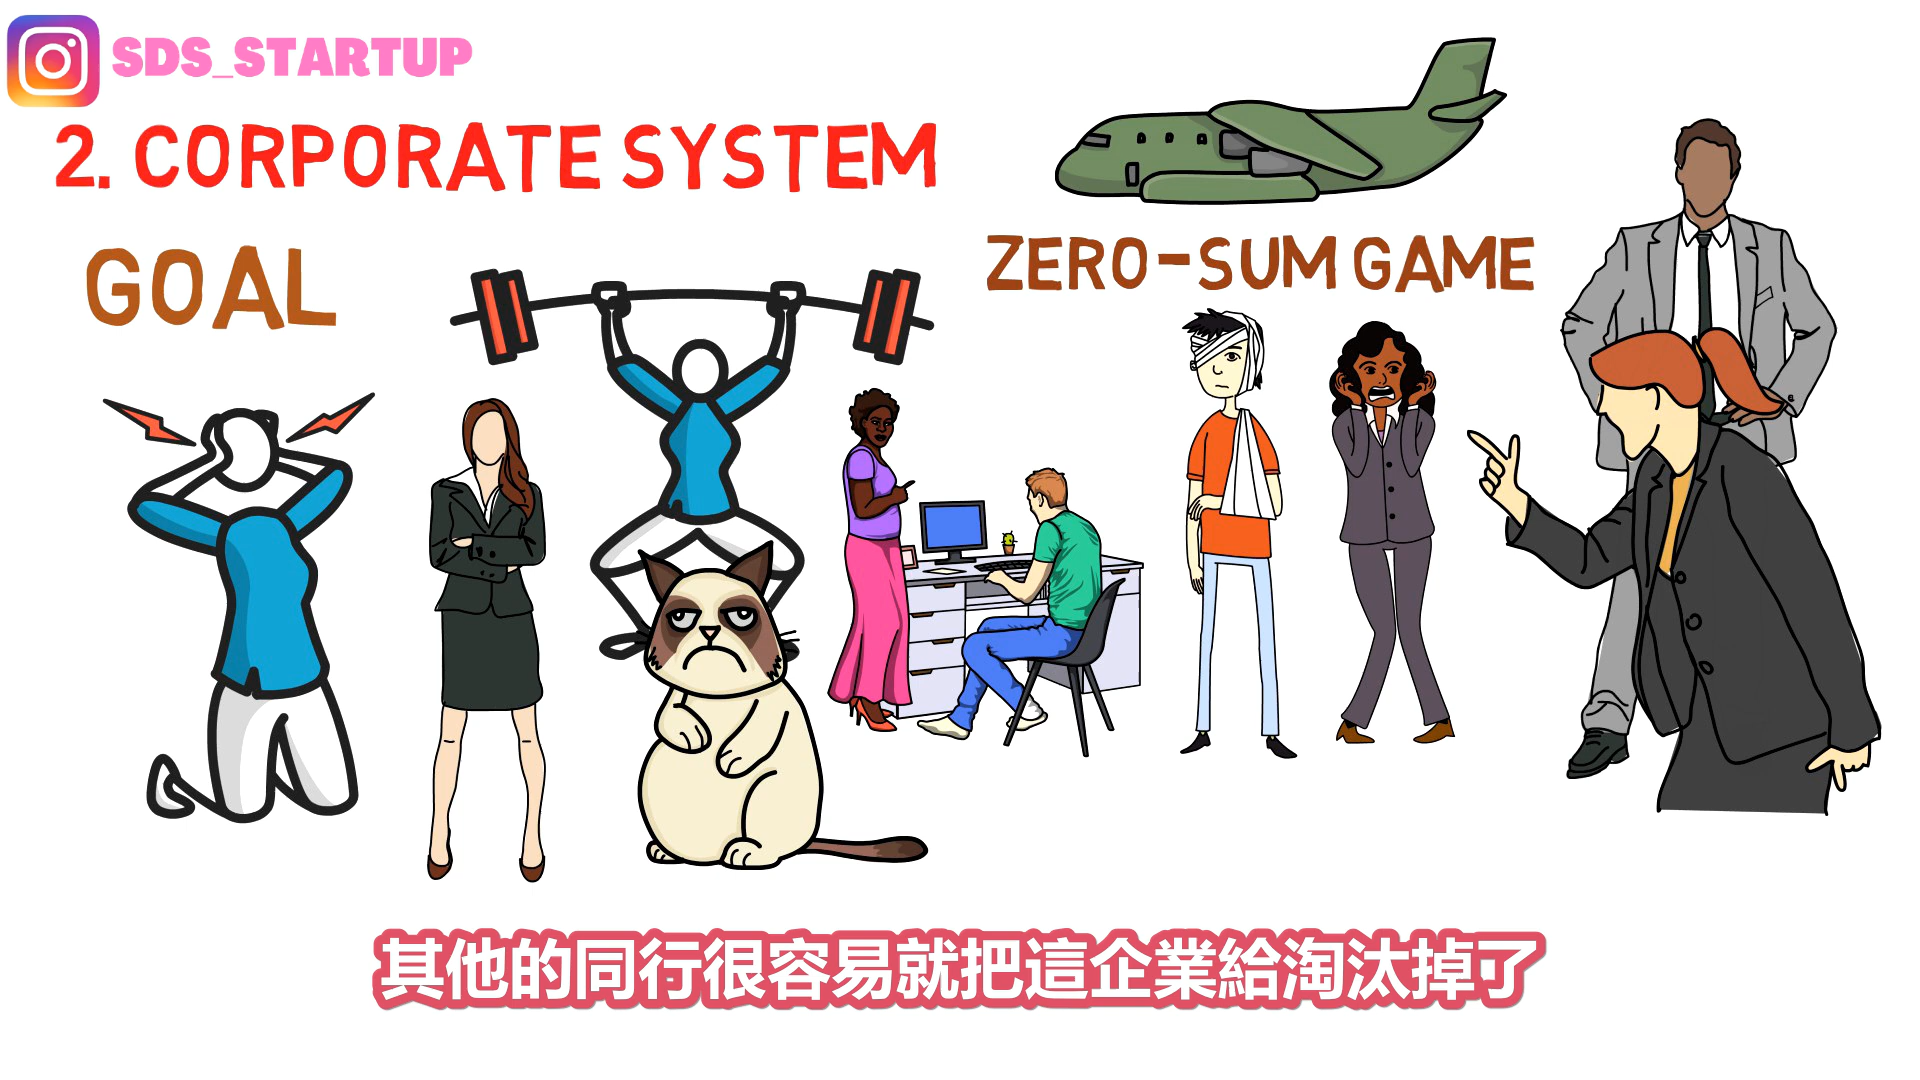 SDS_STARTUP
2. CORPORATE SYSTEM
GOAL
ZERO-SUM GAME
其他的同行很容易就把這企業給淘汰掉了